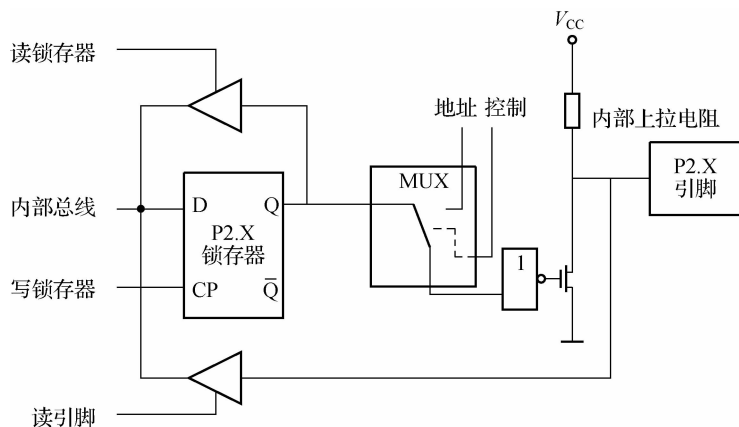 V_CC
读锁存器
地址 控制
内部上拉电阻
MUX
P2.X
引脚
内部总线
D
Q
P2.X
锁存器
1
写锁存器
CP
Q̅
读引脚